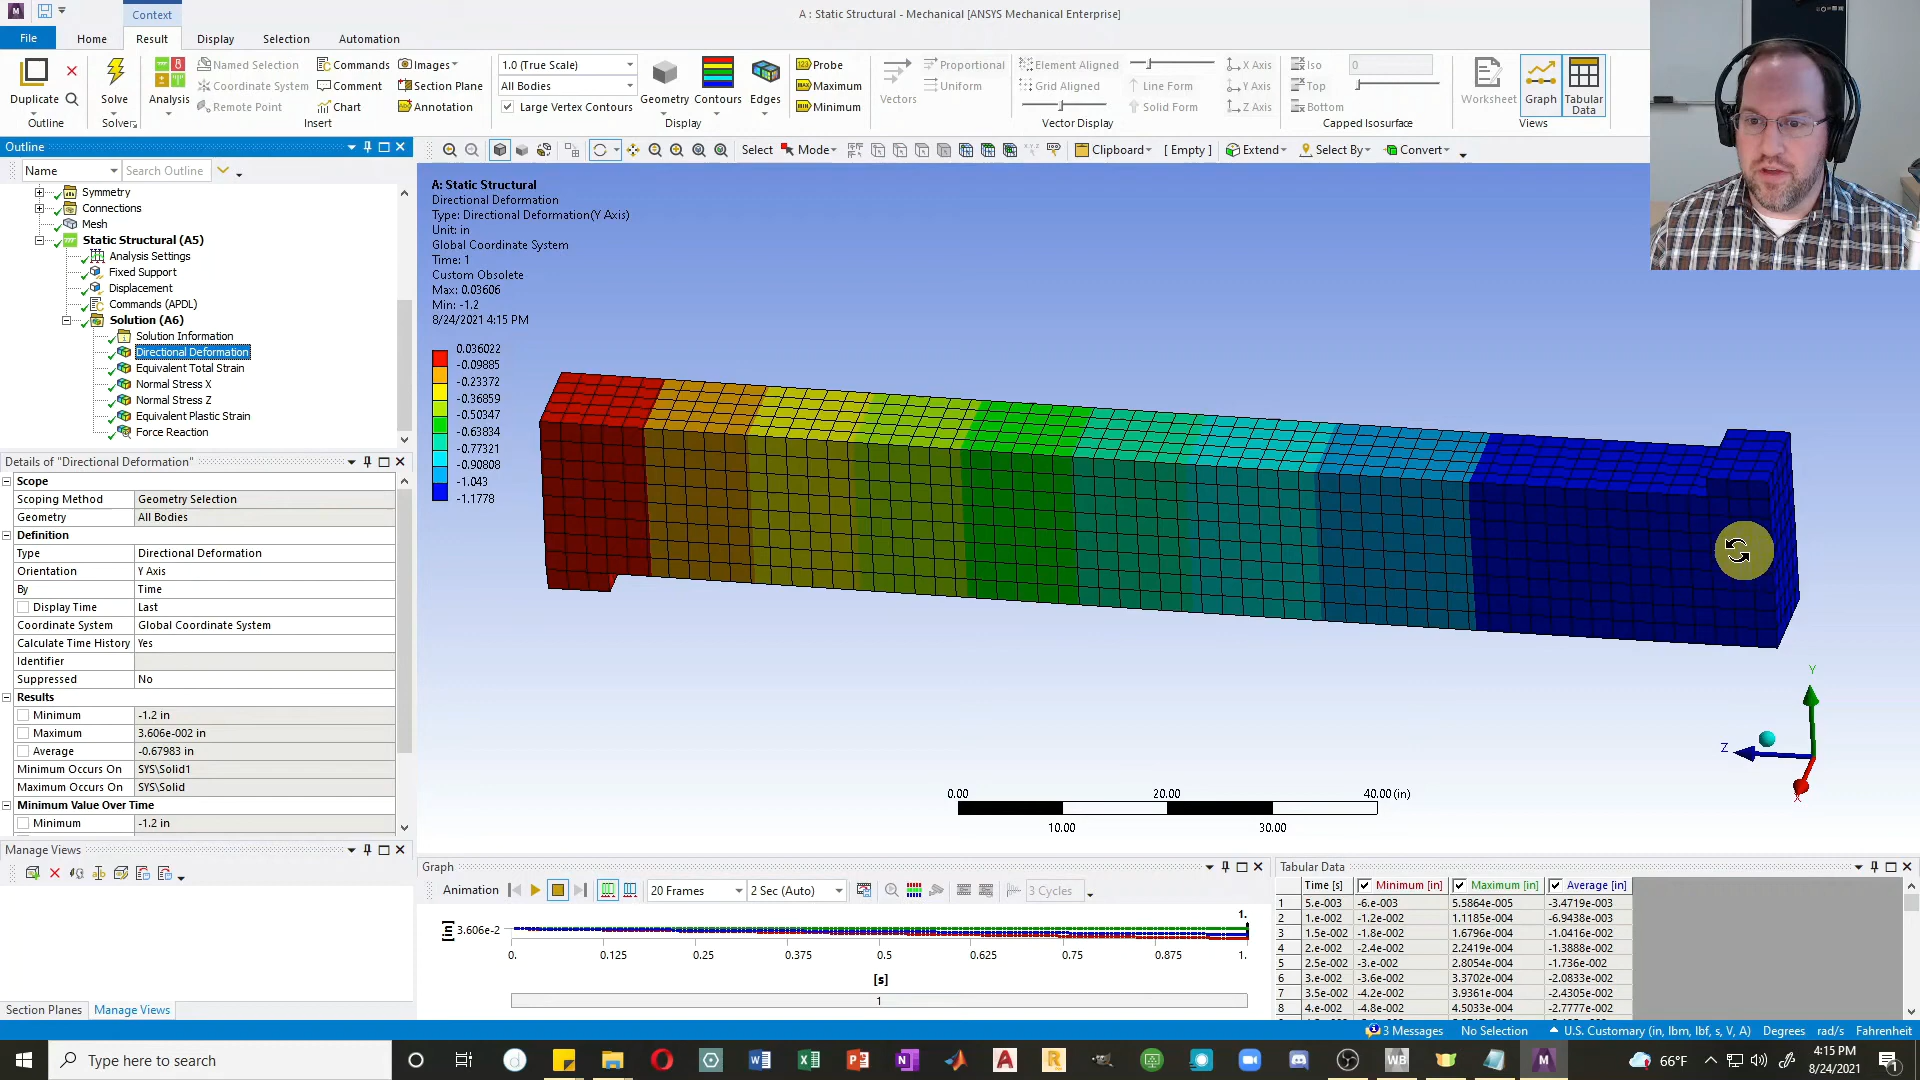 Context
A : Static Structural - Mechanical [ANSYS Mechanical Enterprise]
File Home Result Display Selection Automation
Duplicate
Outline
Solve
Solver
Analysis
Named Selection
Coordinate System
Remote Point
Commands
Comment
Chart
Images
Section Plane
Annotation
Insert
1.0 (True Scale)
All Bodies
Large Vertex Contours
Geometry Contours Edges
Display
Probe
Maximum
Minimum
Vectors
Proportional
Uniform
Element Aligned
Grid Aligned
Line Form
Solid Form
X Axis
Y Axis
Z Axis
Vector Display
Iso
Top
Bottom
0
Capped Isosurface
Worksheet Graph Tabular Data
Views
Outline
Name Search Outline
Symmetry
Connections
Mesh
Static Structural (A5)
Analysis Settings
Fixed Support
Displacement
Commands (APDL)
Solution (A6)
Solution Information
Directional Deformation
Equivalent Total Strain
Normal Stress X
Normal Stress Z
Equivalent Plastic Strain
Force Reaction
Select Mode Clipboard [ Empty ] Extend Select By Convert
A: Static Structural
Directional Deformation
Type: Directional Deformation(Y Axis)
Unit: in
Global Coordinate System
Time: 1
Custom Obsolete
Max: 0.03606
Min: -1.2
8/24/2021 4:15 PM
0.036022
-0.09885
-0.23372
-0.36859
-0.50347
-0.63834
-0.77321
-0.90808
-1.043
-1.1778
Y
Z
X
0.00 20.00 40.00 (in)
10.00 30.00
Details of "Directional Deformation"
Scope
Scoping Method Geometry Selection
Geometry All Bodies
Definition
Type Directional Deformation
Orientation Y Axis
By Time
Display Time Last
Coordinate System Global Coordinate System
Calculate Time History Yes
Identifier
Suppressed No
Results
Minimum -1.2 in
Maximum 3.606e-002 in
Average -0.67983 in
Minimum Occurs On SYS\Solid1
Maximum Occurs On SYS\Solid
Minimum Value Over Time
Minimum -1.2 in
Manage Views
Section Planes Manage Views
Graph
Animation 20 Frames 2 Sec (Auto) 3 Cycles
1.
[in] 3.606e-2
0. 0.125 0.25 0.375 0.5 0.625 0.75 0.875 1.
[s]
1
Tabular Data
Time [s] Minimum [in] Maximum [in] Average [in]
1 5.e-003 -6.e-003 5.5864e-005 -3.4719e-003
2 1.e-002 -1.2e-002 1.1185e-004 -6.9438e-003
3 1.5e-002 -1.8e-002 1.6796e-004 -1.0416e-002
4 2.e-002 -2.4e-002 2.2419e-004 -1.3888e-002
5 2.5e-002 -3.e-002 2.8054e-004 -1.736e-002
6 3.e-002 -3.6e-002 3.3702e-004 -2.0833e-002
7 3.5e-002 -4.2e-002 3.9361e-004 -2.4305e-002
8 4.e-002 -4.8e-002 4.5033e-004 -2.7777e-002
3 Messages No Selection U.S. Customary (in, lbm, lbf, s, V, A) Degrees rad/s Fahrenheit
Type here to search
66°F
4:15 PM
8/24/2021